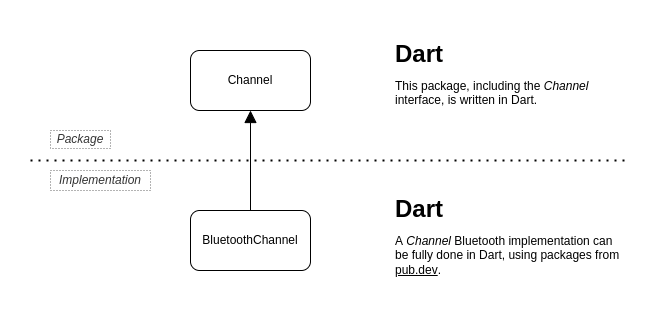 Channel
Dart
This package, including the Channel
interface, is written in Dart.
Package
Implementation
BluetoothChannel
Dart
A Channel Bluetooth implementation can
be fully done in Dart, using packages from
pub.dev.